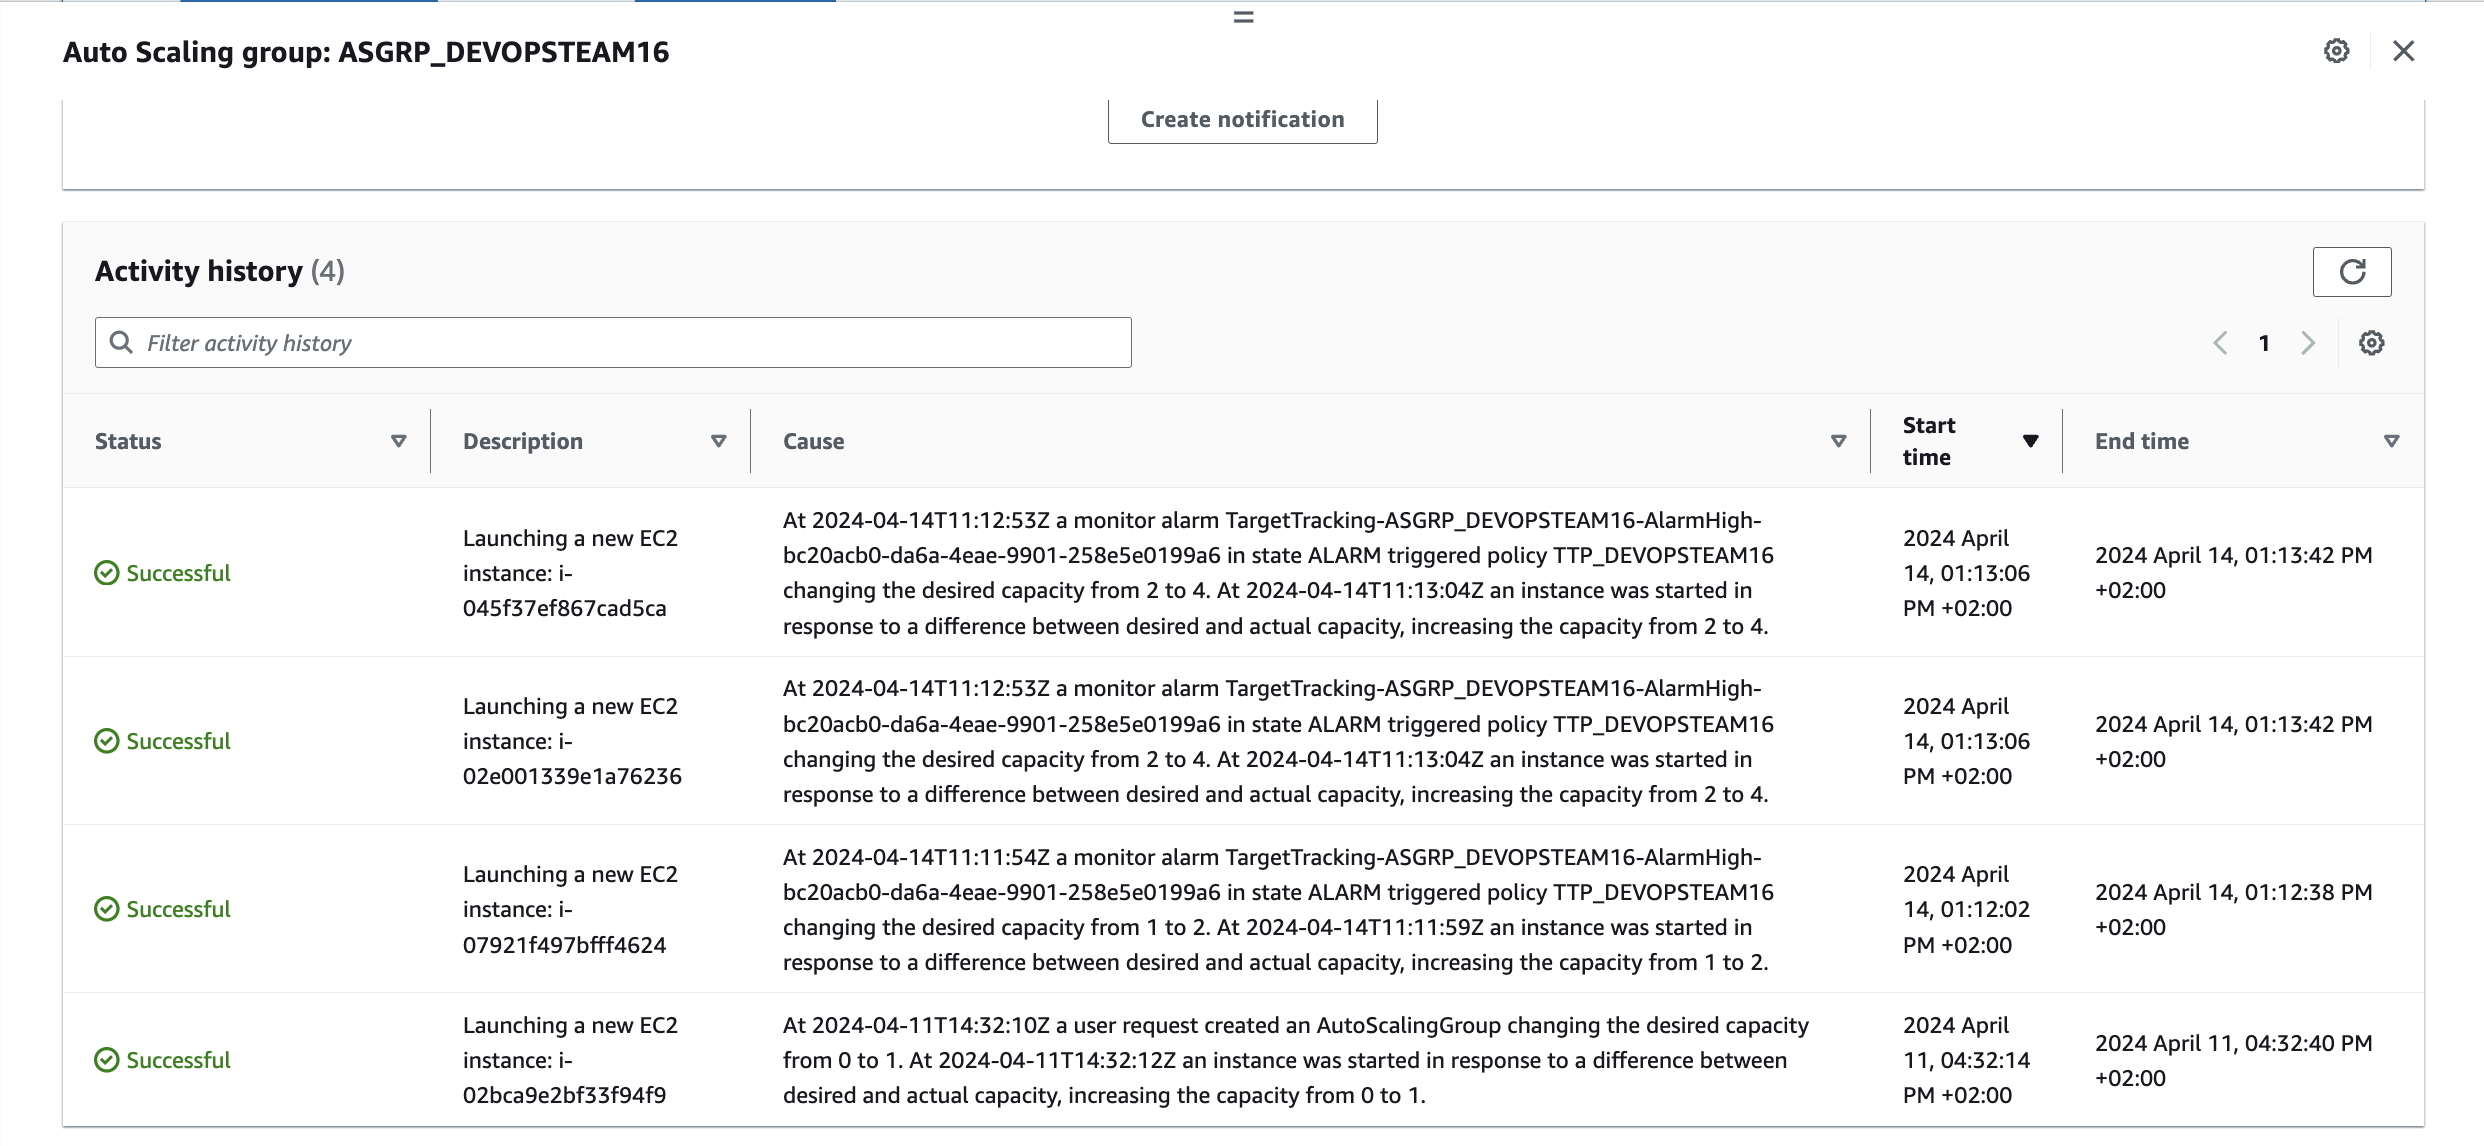 Auto Scaling group: ASGRP_DEVOPSTEAM16
Create notification
Activity history (4)
Filter activity history
1
Status
Description
Cause
Start
time
End time
Successful
Launching a new EC2
instance: i-
045f37ef867cad5ca
At 2024-04-14T11:12:53Z a monitor alarm TargetTracking-ASGRP_DEVOPSTEAM16-AlarmHigh-
bc20acb0-da6a-4eae-9901-258e5e0199a6 in state ALARM triggered policy TTP_DEVOPSTEAM16
changing the desired capacity from 2 to 4. At 2024-04-14T11:13:04Z an instance was started in
response to a difference between desired and actual capacity, increasing the capacity from 2 to 4.
2024 April
14, 01:13:06
PM +02:00
2024 April 14, 01:13:42 PM
+02:00
Successful
Launching a new EC2
instance: i-
02e001339e1a76236
At 2024-04-14T11:12:53Z a monitor alarm TargetTracking-ASGRP_DEVOPSTEAM16-AlarmHigh-
bc20acb0-da6a-4eae-9901-258e5e0199a6 in state ALARM triggered policy TTP_DEVOPSTEAM16
changing the desired capacity from 2 to 4. At 2024-04-14T11:13:04Z an instance was started in
response to a difference between desired and actual capacity, increasing the capacity from 2 to 4.
2024 April
14, 01:13:06
PM +02:00
2024 April 14, 01:13:42 PM
+02:00
Successful
Launching a new EC2
instance: i-
07921f497bfff4624
At 2024-04-14T11:11:54Z a monitor alarm TargetTracking-ASGRP_DEVOPSTEAM16-AlarmHigh-
bc20acb0-da6a-4eae-9901-258e5e0199a6 in state ALARM triggered policy TTP_DEVOPSTEAM16
changing the desired capacity from 1 to 2. At 2024-04-14T11:11:59Z an instance was started in
response to a difference between desired and actual capacity, increasing the capacity from 1 to 2.
2024 April
14, 01:12:02
PM +02:00
2024 April 14, 01:12:38 PM
+02:00
Successful
Launching a new EC2
instance: i-
02bca9e2bf33f94f9
At 2024-04-11T14:32:10Z a user request created an AutoScalingGroup changing the desired capacity
from 0 to 1. At 2024-04-11T14:32:12Z an instance was started in response to a difference between
desired and actual capacity, increasing the capacity from 0 to 1.
2024 April
11, 04:32:14
PM +02:00
2024 April 11, 04:32:40 PM
+02:00